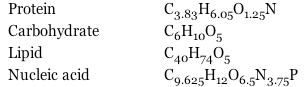 Protein C₃.₈₃H₆.₀₅O₁.₂₅N
Carbohydrate C₆H₁₀O₅
Lipid C₄₀H₇₄O₅
Nucleic acid C₉.₆₂₅H₁₂O₆.₅N₃.₇₅P